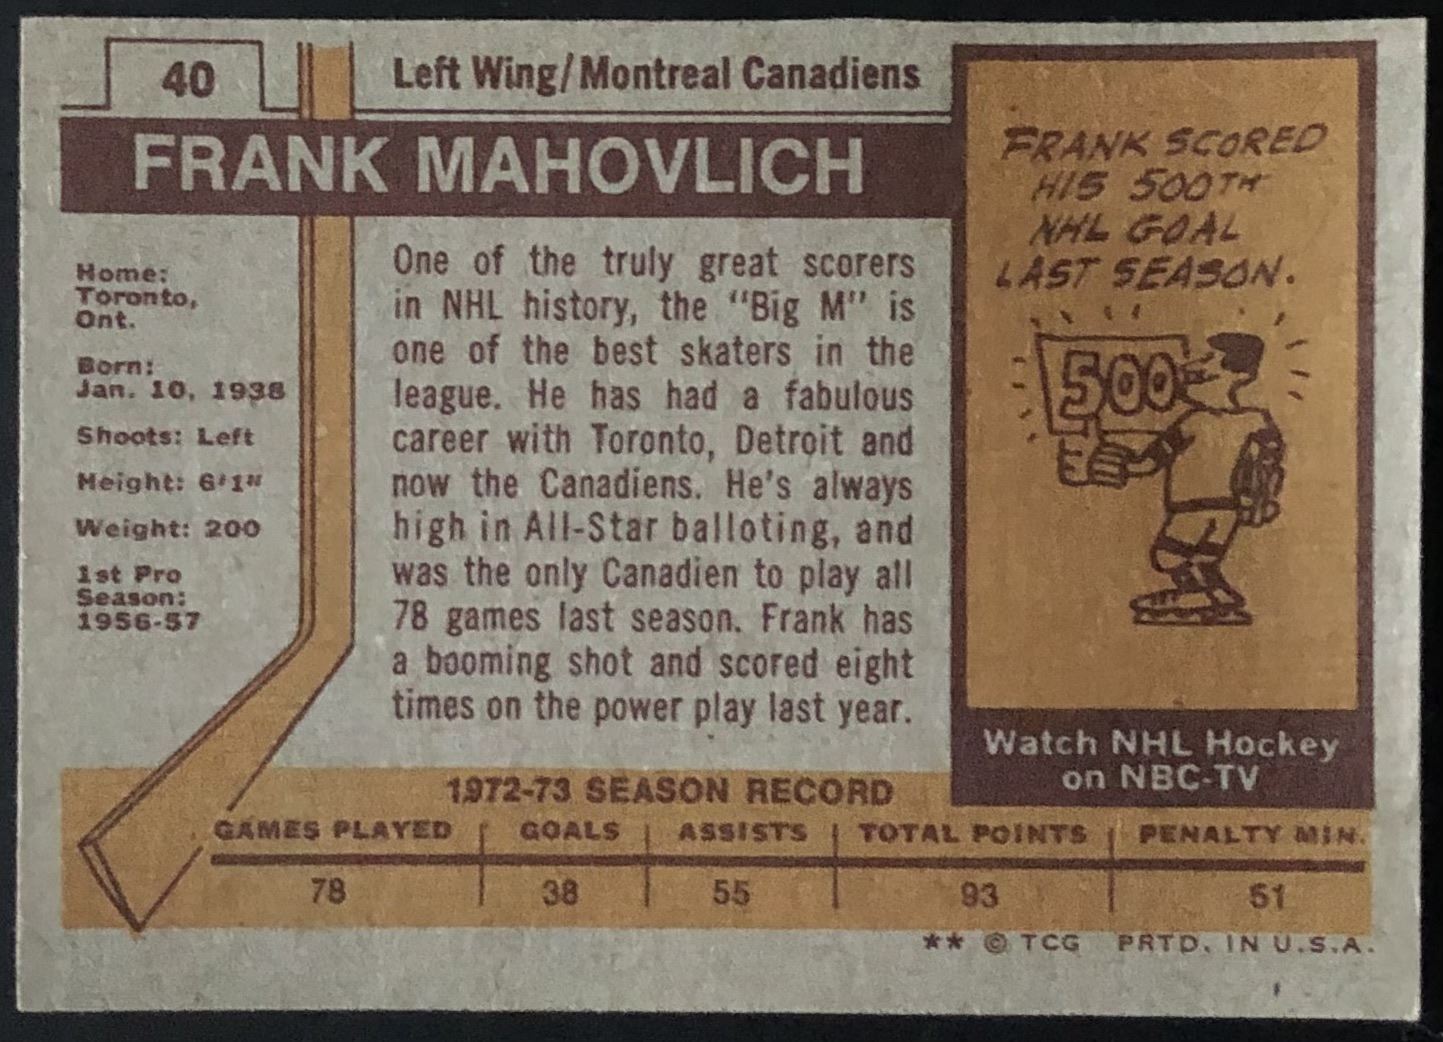 40
Left Wing/Montreal Canadiens
FRANK MAHOVLICH
Home:
Toronto,
Ont.
Born:
Jan. 10, 1938
Shoots: Left
Height: 6'1"
Weight: 200
1st Pro
Season:
1956-57
One of the truly great scorers
in NHL history, the "Big M" is
one of the best skaters in the
league. He has had a fabulous
career with Toronto, Detroit and
now the Canadiens. He's always
high in All-Star balloting, and
was the only Canadien to play all
78 games last season. Frank has
a booming shot and scored eight
times on the power play last year.
FRANK SCORED
HIS 500TH
NHL GOAL
LAST SEASON.
500
Watch NHL Hockey
on NBC-TV
1972-73 SEASON RECORD
GAMES PLAYED GOALS ASSISTS TOTAL POINTS PENALTY MIN.
78 38 55 93 51
** © TCG PRTD. IN U.S.A.